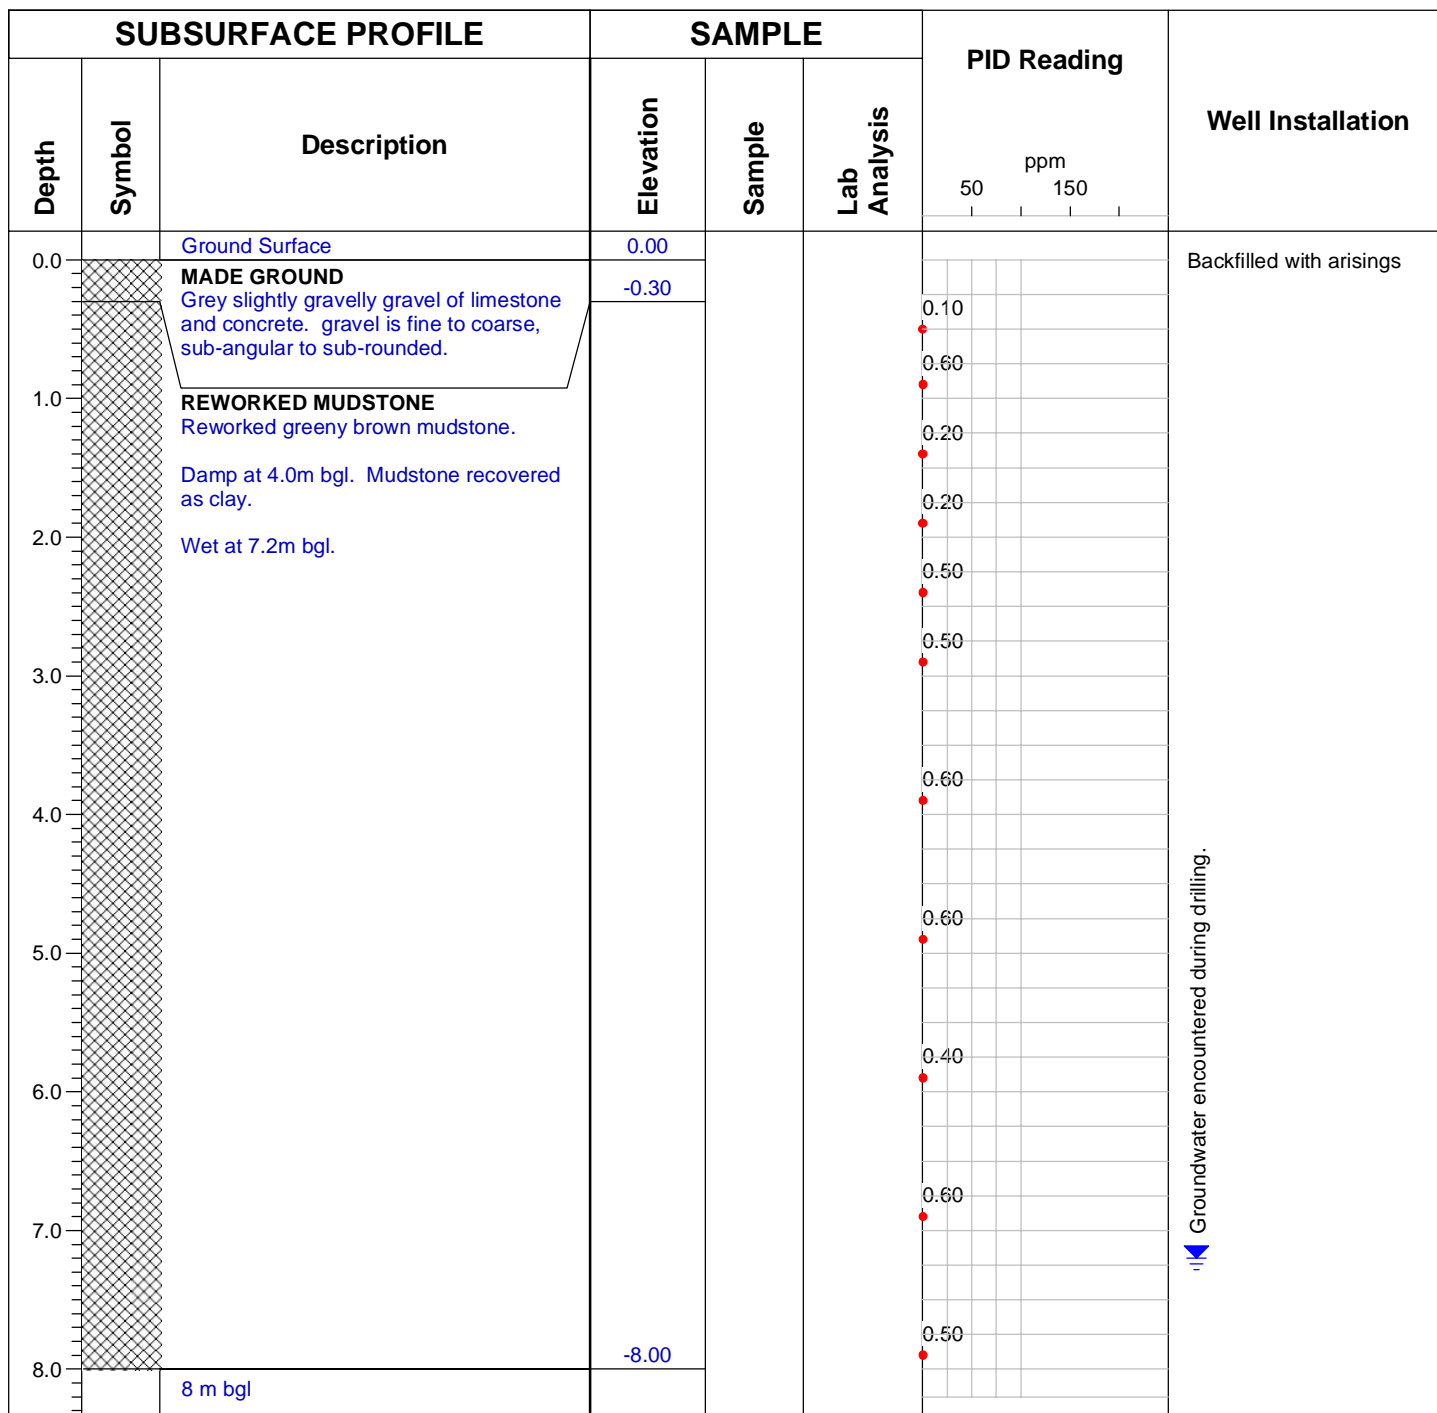 SUBSURFACE PROFILE
SAMPLE
PID Reading
Well Installation
Depth
Symbol
Description
Elevation
Sample
Lab
Analysis
ppm
50 150
Ground Surface
0.00
0.0
MADE GROUND
Grey slightly gravelly gravel of limestone
and concrete. gravel is fine to coarse,
sub-angular to sub-rounded.
-0.30
Backfilled with arisings
0.10
0.60
1.0
REWORKED MUDSTONE
Reworked greeny brown mudstone.
0.20
Damp at 4.0m bgl. Mudstone recovered
as clay.
0.20
2.0
Wet at 7.2m bgl.
0.50
0.50
3.0
0.60
4.0
0.60
5.0
0.40
6.0
0.60
7.0
Groundwater encountered during drilling.
0.50
-8.00
8.0
8 m bgl